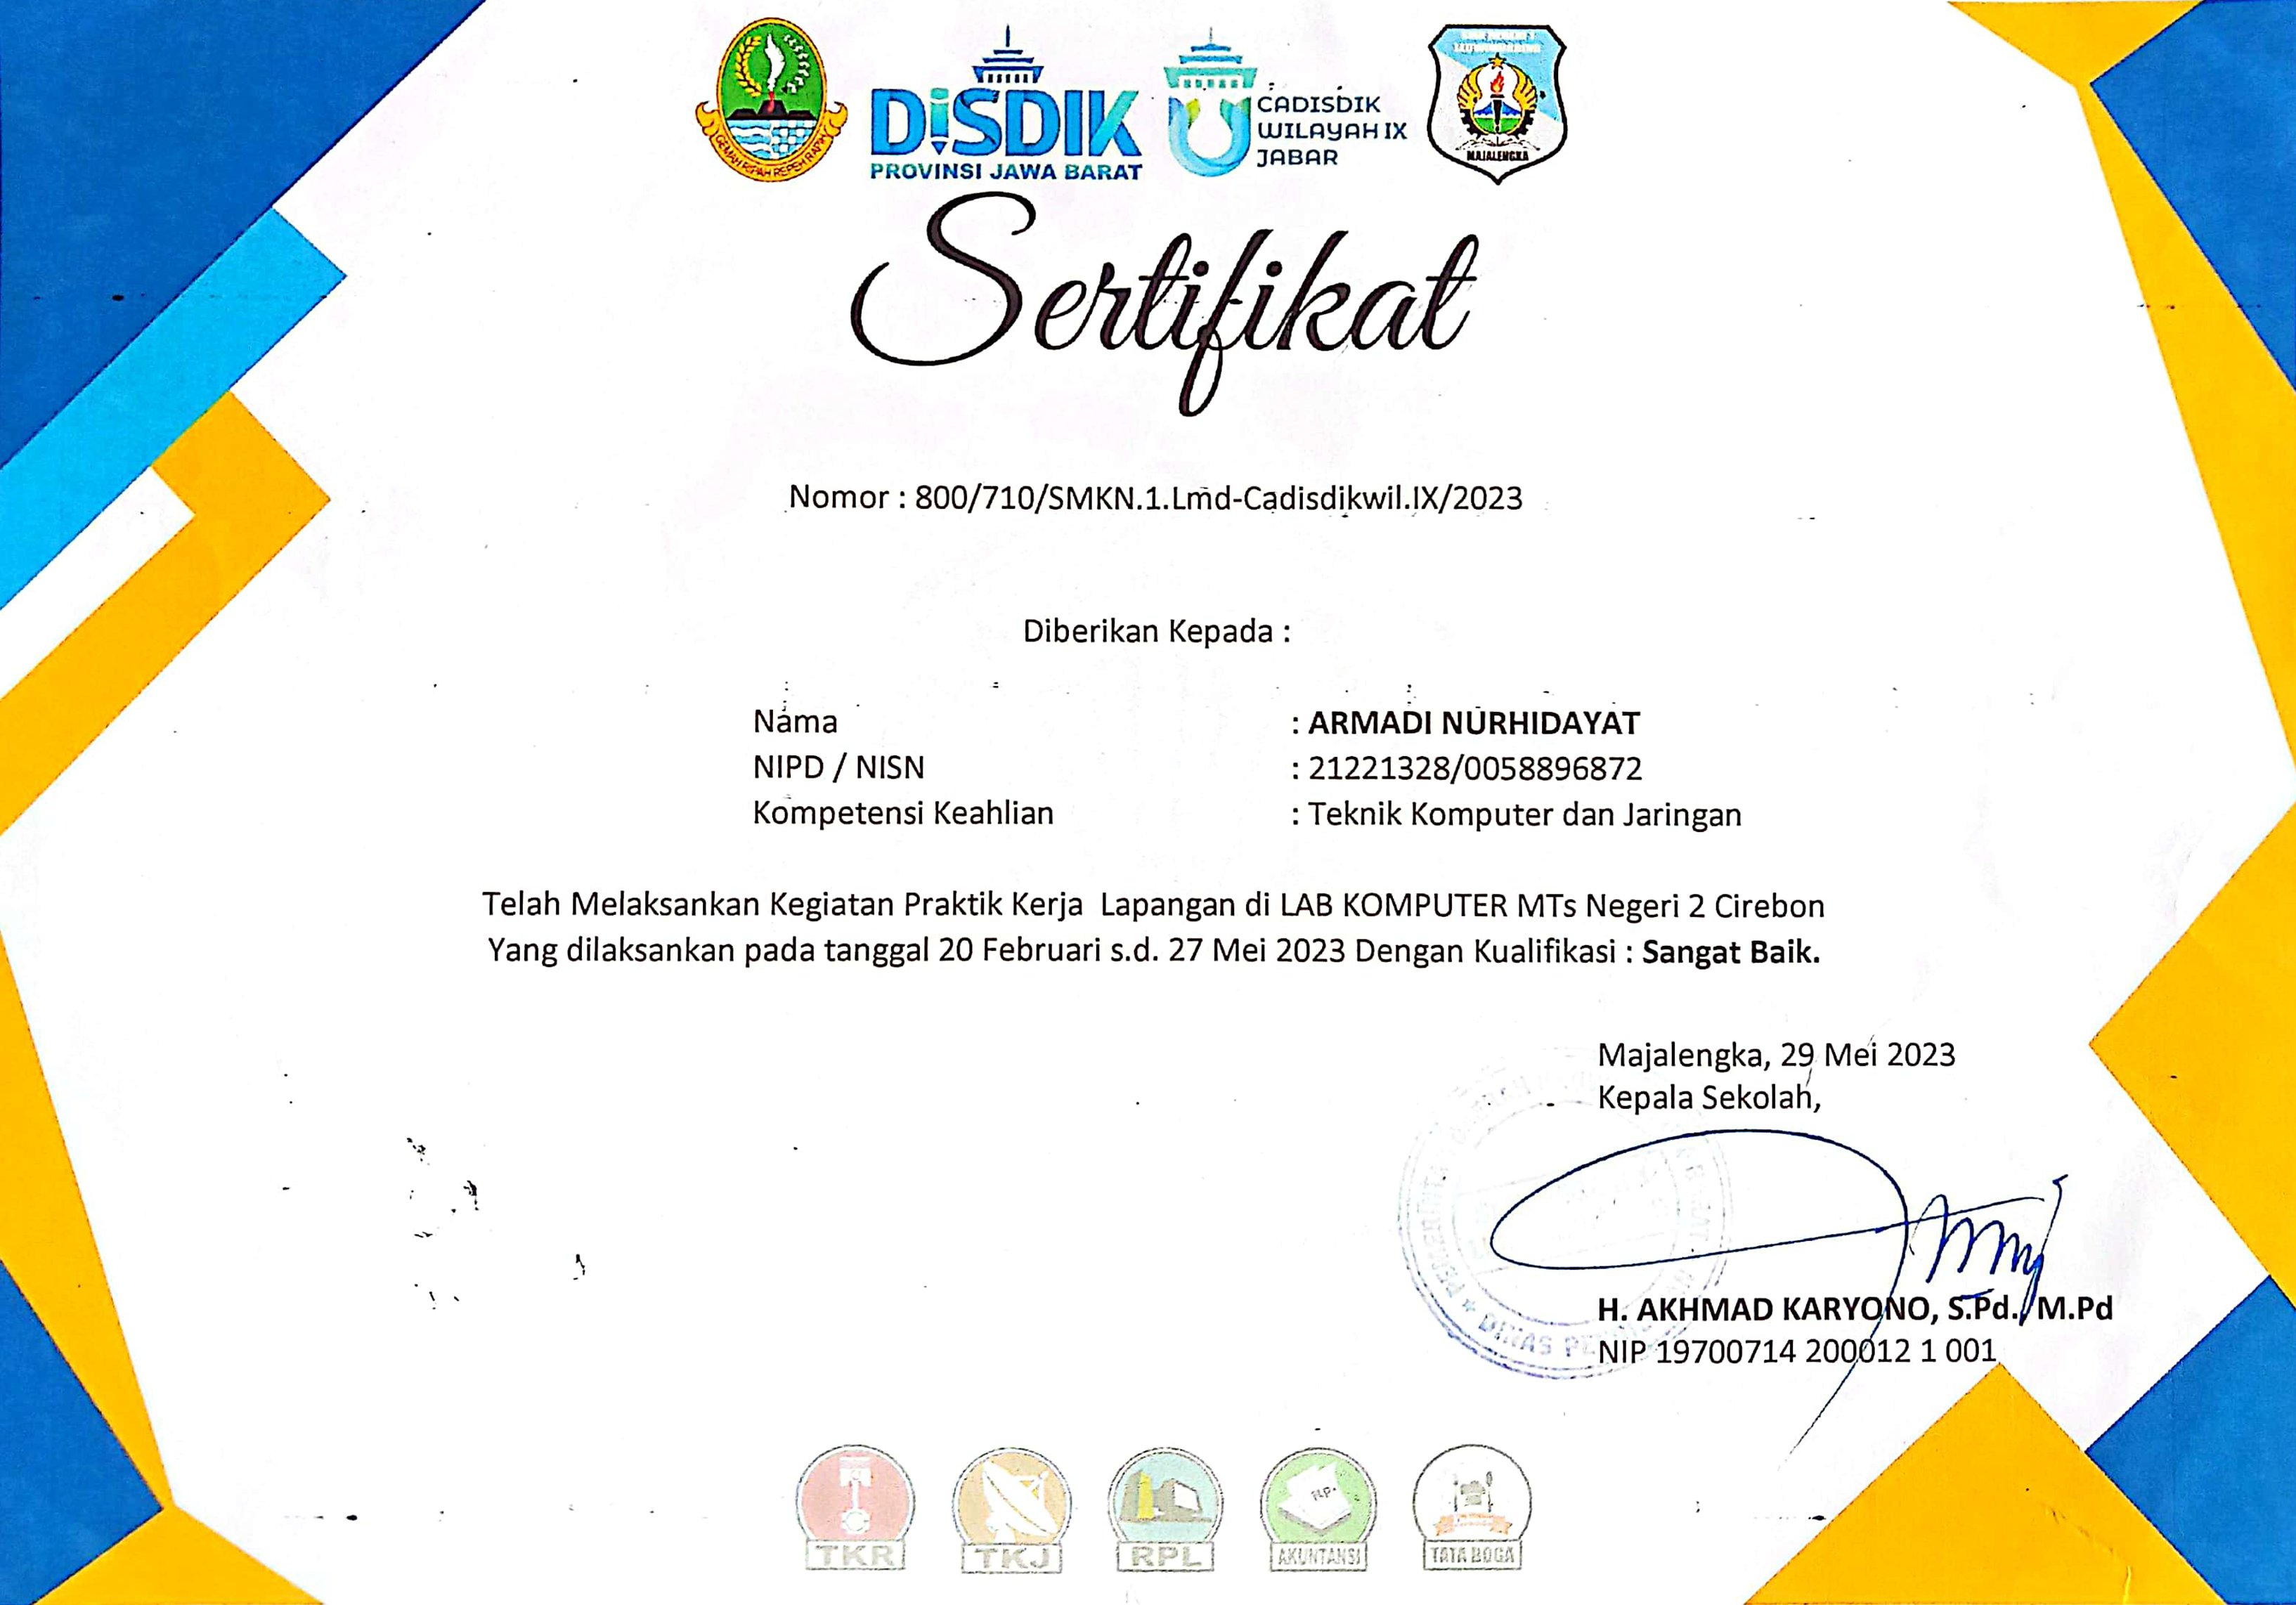 GEMAH RIPAH REPEH RAPIH
DiSDIK
PROVINSI JAWA BARAT
CADISDIK
WILAYAH IX
JABAR
MAJALENGKA
Sertifikat
Nomor : 800/710/SMKN.1.Lmd-Cadisdikwil.IX/2023
Diberikan Kepada :
Nama : ARMADI NURHIDAYAT
NIPD / NISN : 21221328/0058896872
Kompetensi Keahlian : Teknik Komputer dan Jaringan
Telah Melaksankan Kegiatan Praktik Kerja Lapangan di LAB KOMPUTER MTs Negeri 2 Cirebon
Yang dilaksankan pada tanggal 20 Februari s.d. 27 Mei 2023 Dengan Kualifikasi : Sangat Baik.
Majalengka, 29 Mei 2023
Kepala Sekolah,
DINAS
H. AKHMAD KARYONO, S.Pd., M.Pd
NIP 19700714 200012 1 001
TKR
TKJ
RPL
AKUNTANSI
TATA BOGA